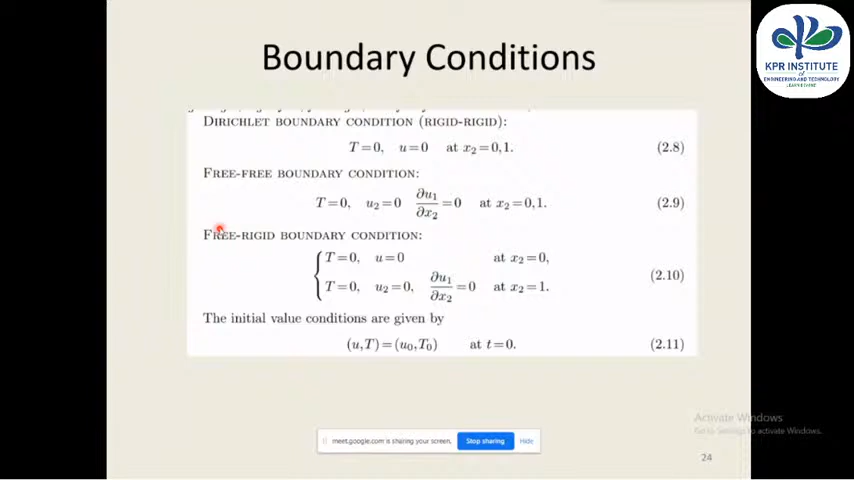 Boundary Conditions
KPR INSTITUTE
of
ENGINEERING AND TECHNOLOGY
DIRICHLET BOUNDARY CONDITION (RIGID-RIGID):
T=0, u=0 at x₂=0,1. (2.8)
FREE-FREE BOUNDARY CONDITION:
T=0, u₂=0 ∂u₁/∂x₂=0 at x₂=0,1. (2.9)
FREE-RIGID BOUNDARY CONDITION:
T=0, u=0 at x₂=0,
T=0, u₂=0, ∂u₁/∂x₂=0 at x₂=1. (2.10)
The initial value conditions are given by
(u,T)=(u₀,T₀) at t=0. (2.11)
Activate Windows
Go to Settings to activate Windows.
meet.google.com is sharing your screen. Stop sharing Hide
24